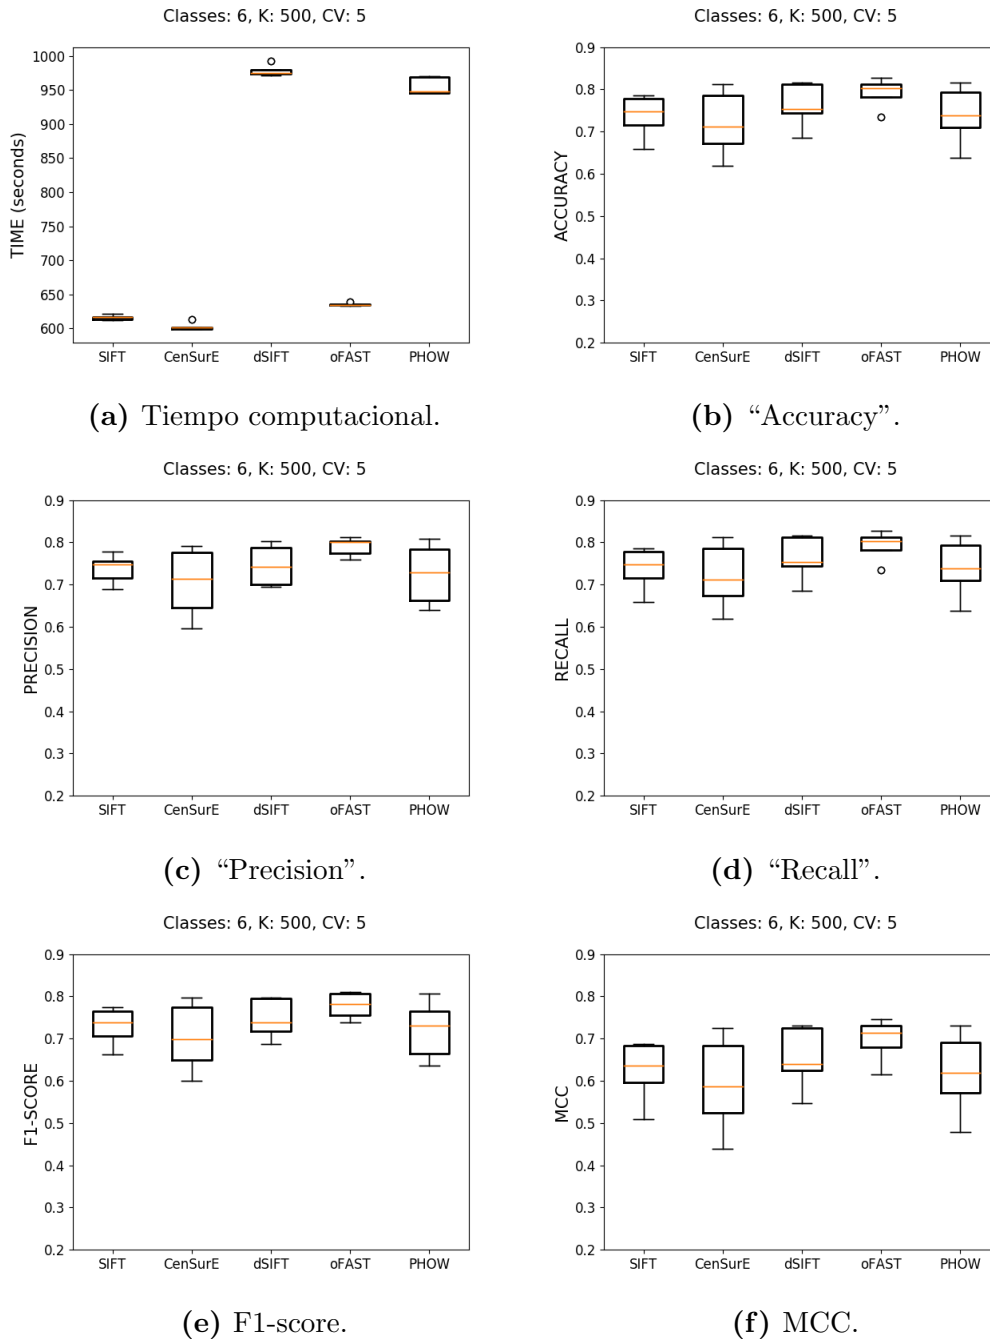 Classes: 6, K: 500, CV: 5
TIME (seconds)
1000
950
900
850
800
750
700
650
600
SIFT CenSurE dSIFT oFAST PHOW
(a) Tiempo computacional.
Classes: 6, K: 500, CV: 5
ACCURACY
0.9
0.8
0.7
0.6
0.5
0.4
0.3
0.2
SIFT CenSurE dSIFT oFAST PHOW
(b) “Accuracy”.
Classes: 6, K: 500, CV: 5
PRECISION
0.9
0.8
0.7
0.6
0.5
0.4
0.3
0.2
SIFT CenSurE dSIFT oFAST PHOW
(c) “Precision”.
Classes: 6, K: 500, CV: 5
RECALL
0.9
0.8
0.7
0.6
0.5
0.4
0.3
0.2
SIFT CenSurE dSIFT oFAST PHOW
(d) “Recall”.
Classes: 6, K: 500, CV: 5
F1-SCORE
0.9
0.8
0.7
0.6
0.5
0.4
0.3
0.2
SIFT CenSurE dSIFT oFAST PHOW
(e) F1-score.
Classes: 6, K: 500, CV: 5
MCC
0.9
0.8
0.7
0.6
0.5
0.4
0.3
0.2
SIFT CenSurE dSIFT oFAST PHOW
(f) MCC.